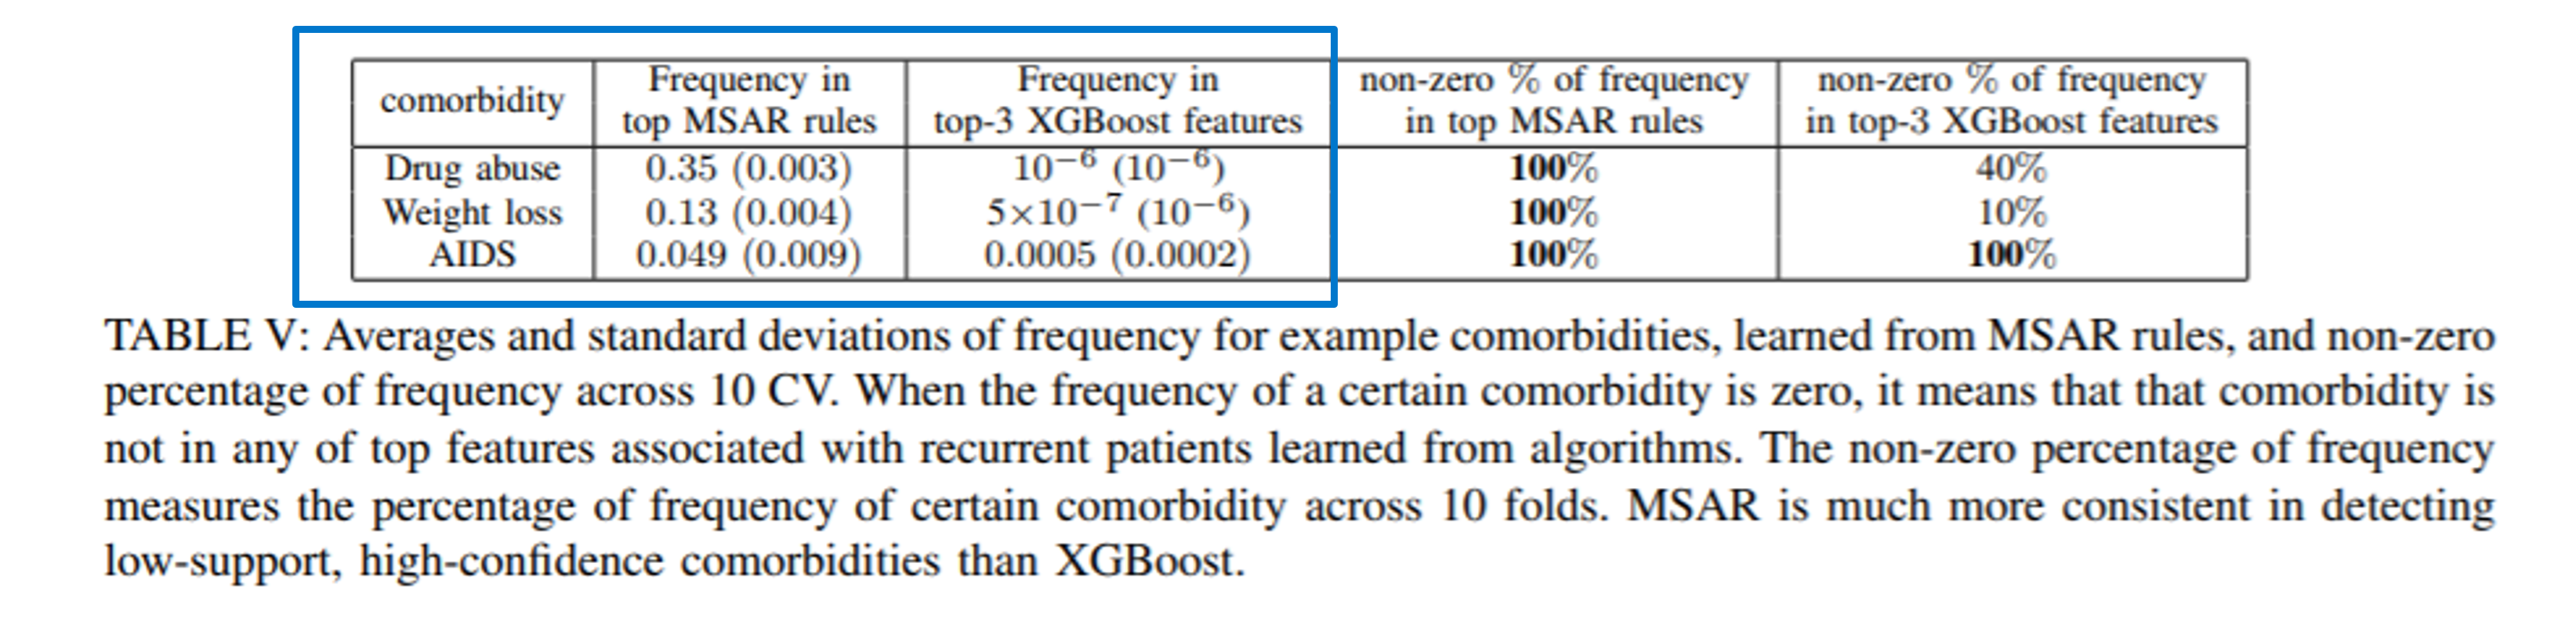 comorbidity | Frequency in top MSAR rules | Frequency in top-3 XGBoost features | non-zero % of frequency in top MSAR rules | non-zero % of frequency in top-3 XGBoost features
Drug abuse | 0.35 (0.003) | 10⁻⁶ (10⁻⁶) | 100% | 40%
Weight loss | 0.13 (0.004) | 5×10⁻⁷ (10⁻⁶) | 100% | 10%
AIDS | 0.049 (0.009) | 0.0005 (0.0002) | 100% | 100%
TABLE V: Averages and standard deviations of frequency for example comorbidities, learned from MSAR rules, and non-zero
percentage of frequency across 10 CV. When the frequency of a certain comorbidity is zero, it means that that comorbidity is
not in any of top features associated with recurrent patients learned from algorithms. The non-zero percentage of frequency
measures the percentage of frequency of certain comorbidity across 10 folds. MSAR is much more consistent in detecting
low-support, high-confidence comorbidities than XGBoost.